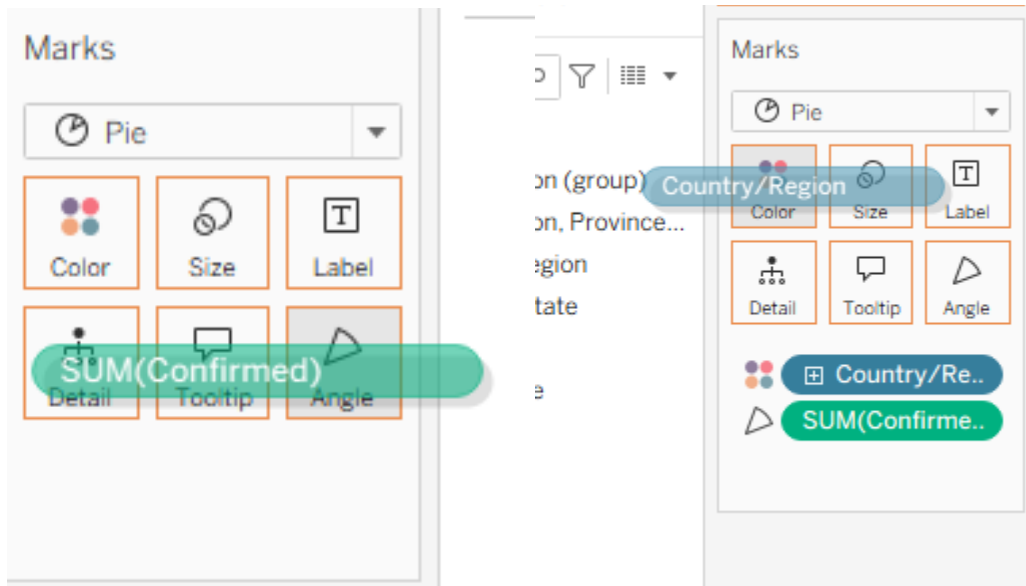 Marks
Pie
Color
Size
Label
SUM(Confirmed)
Detail
Tooltip
Angle
on (group)
on, Province...
egion
tate
e
Country/Region
Marks
Pie
Color
Size
Label
Detail
Tooltip
Angle
Country/Re..
SUM(Confirme..